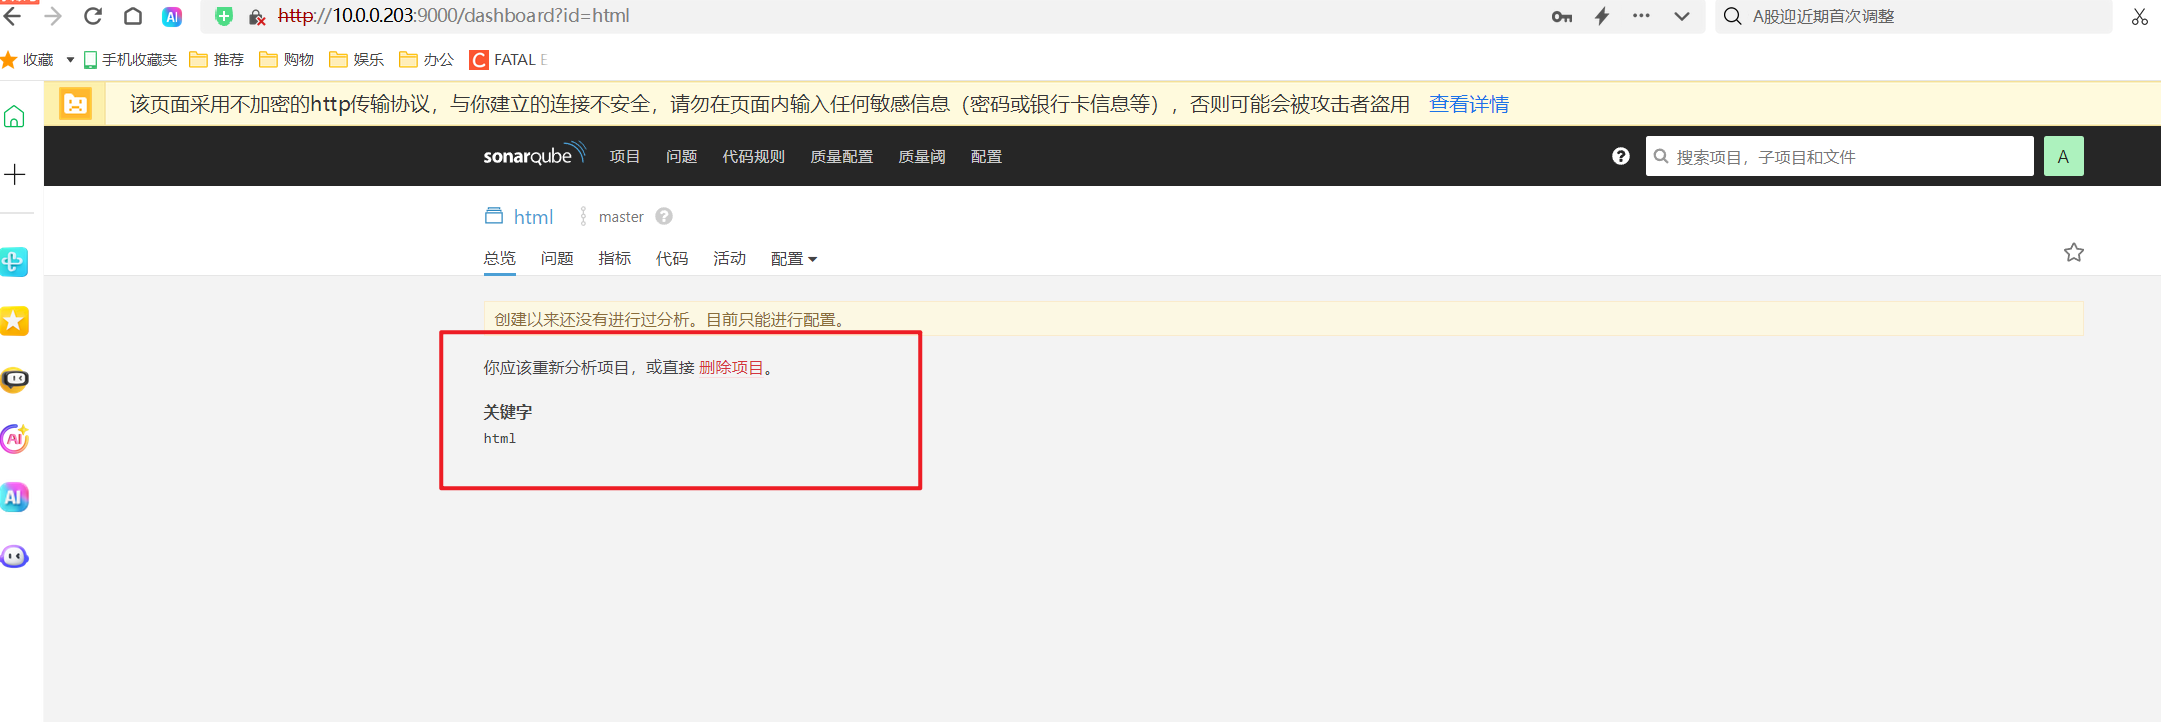 http://10.0.0.203:9000/dashboard?id=html
A股迎近期首次调整
收藏 手机收藏夹 推荐 购物 娱乐 办公 FATAL E
该页面采用不加密的http传输协议，与你建立的连接不安全，请勿在页面内输入任何敏感信息（密码或银行卡信息等），否则可能会被攻击者盗用 查看详情
sonarqube 项目 问题 代码规则 质量配置 质量阈 配置
搜索项目，子项目和文件 A
html master
总览 问题 指标 代码 活动 配置
创建以来还没有进行过分析。目前只能进行配置。
你应该重新分析项目，或直接 删除项目。
关键字
html